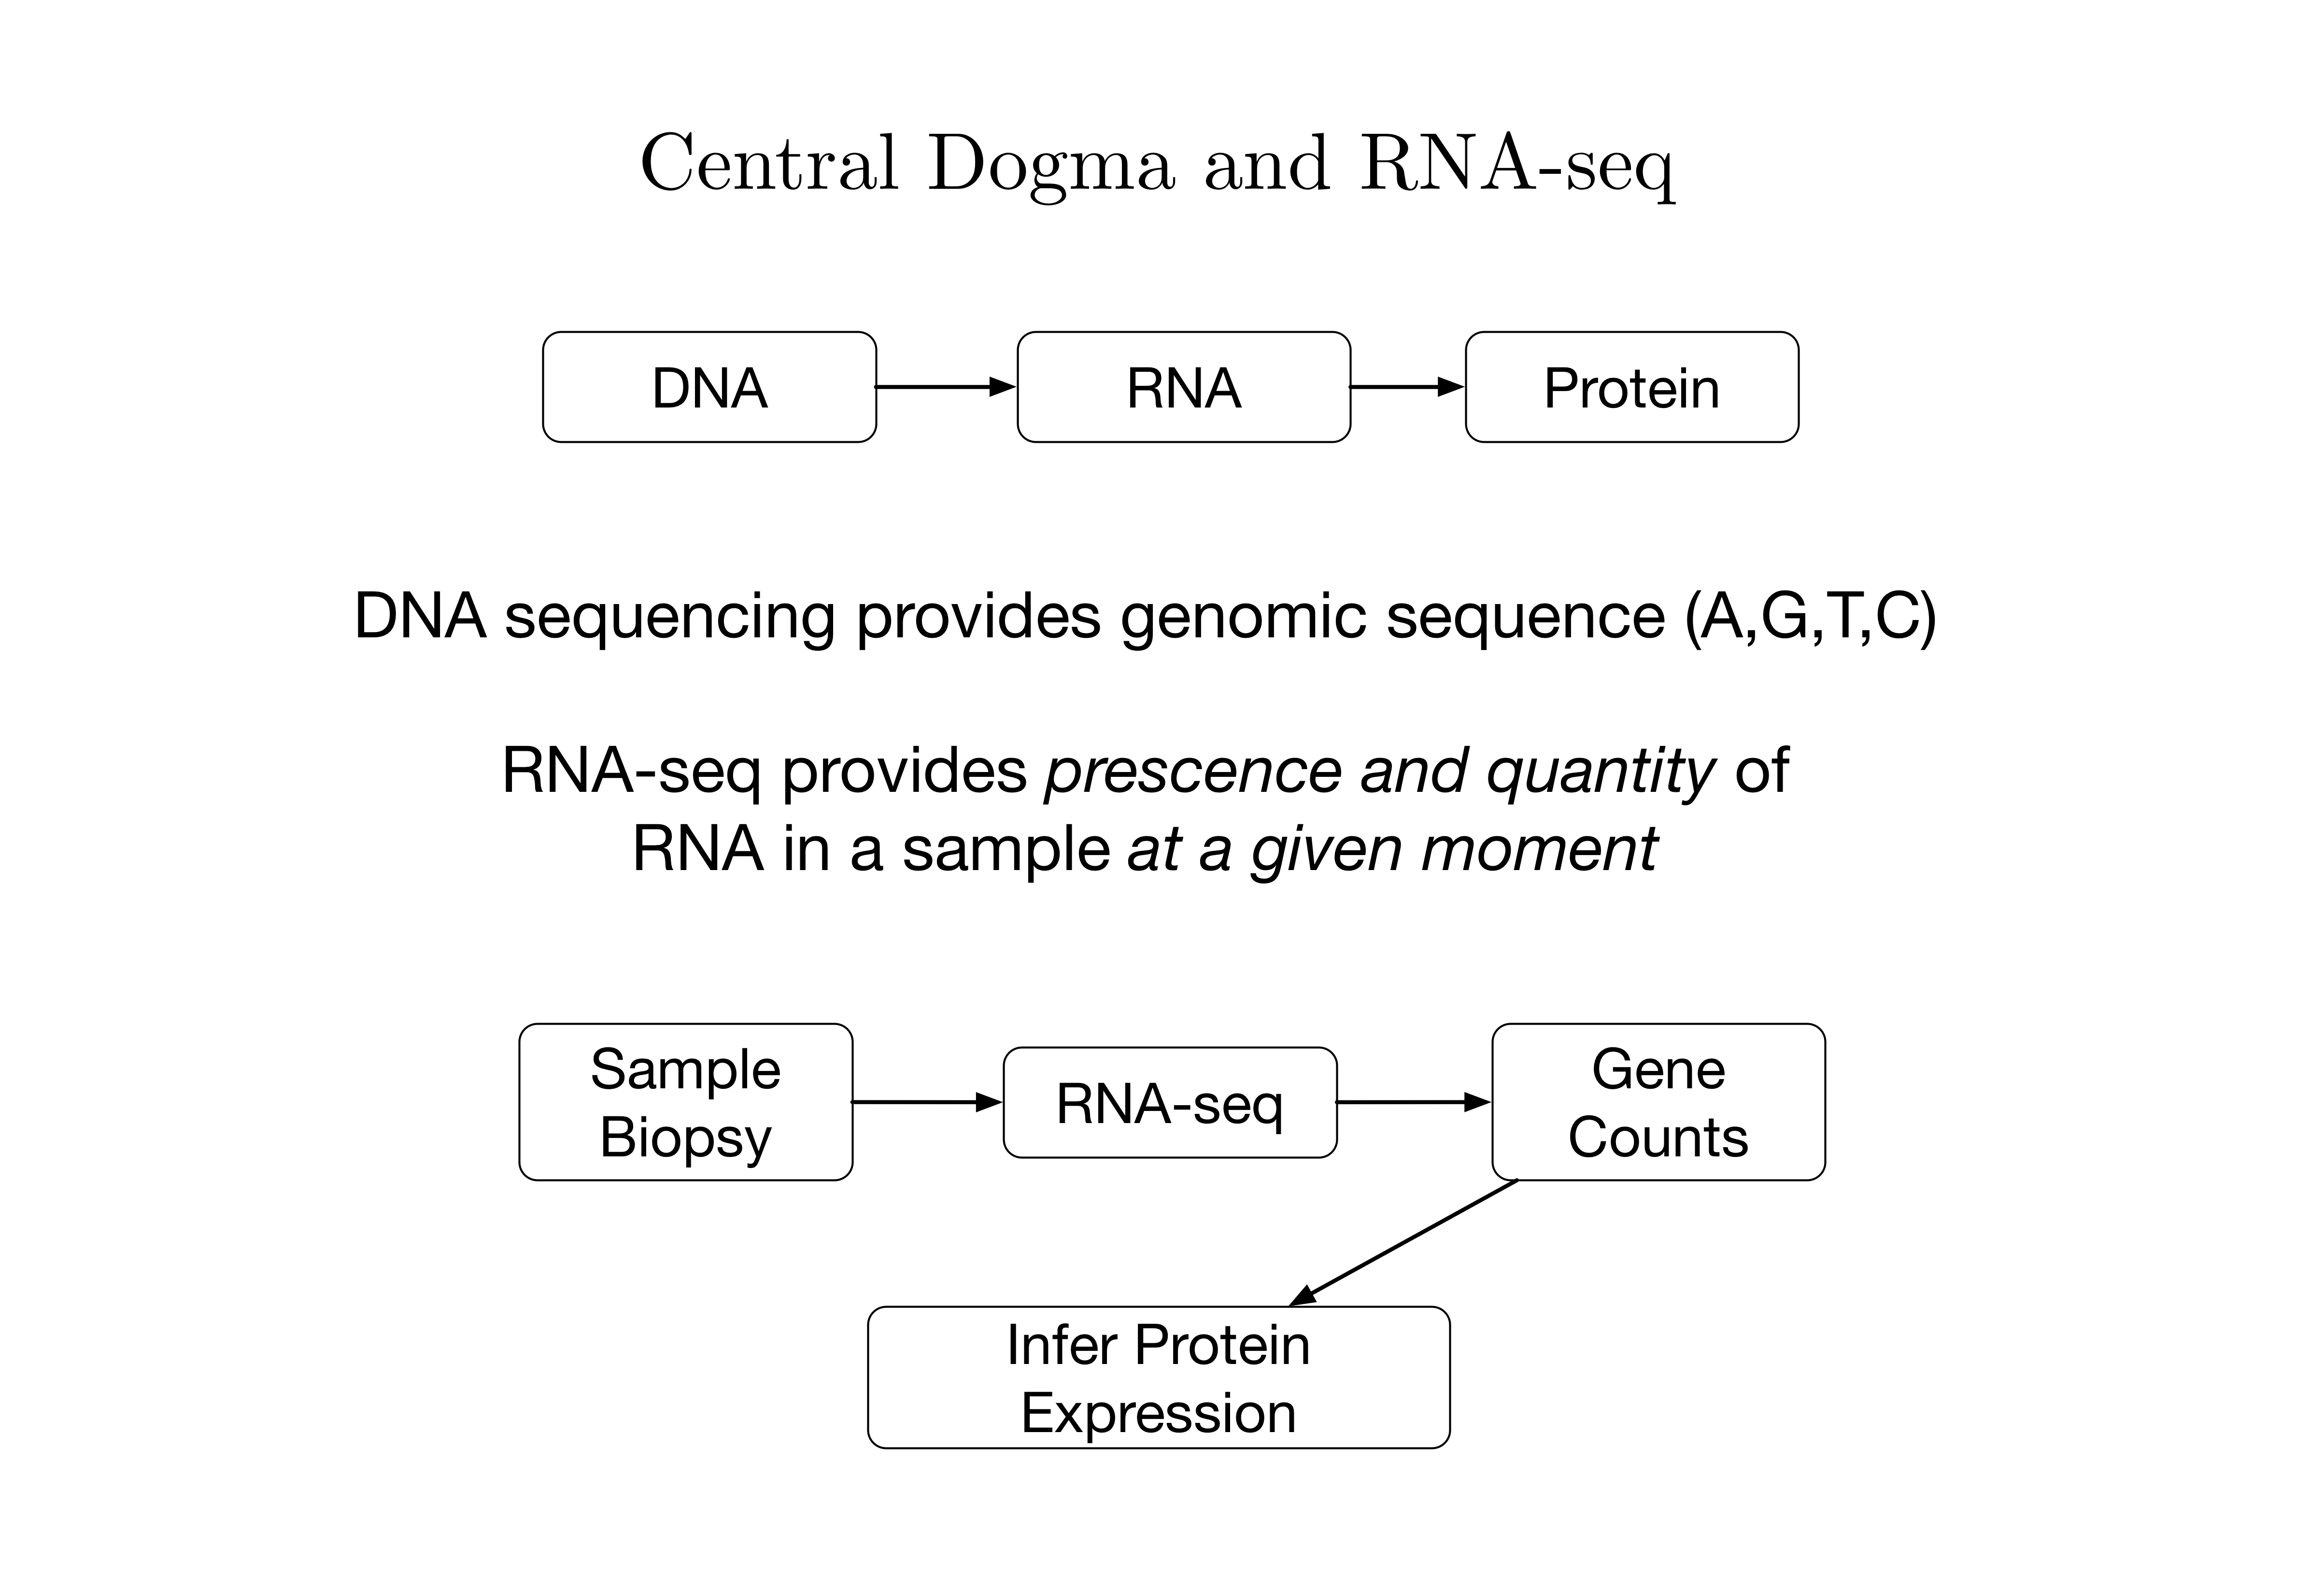 Central Dogma and RNA-seq
DNA
RNA
Protein
DNA sequencing provides genomic sequence (A,G,T,C)
RNA-seq provides prescence and quantity of
RNA in a sample at a given moment
Sample
Biopsy
RNA-seq
Gene
Counts
Infer Protein
Expression